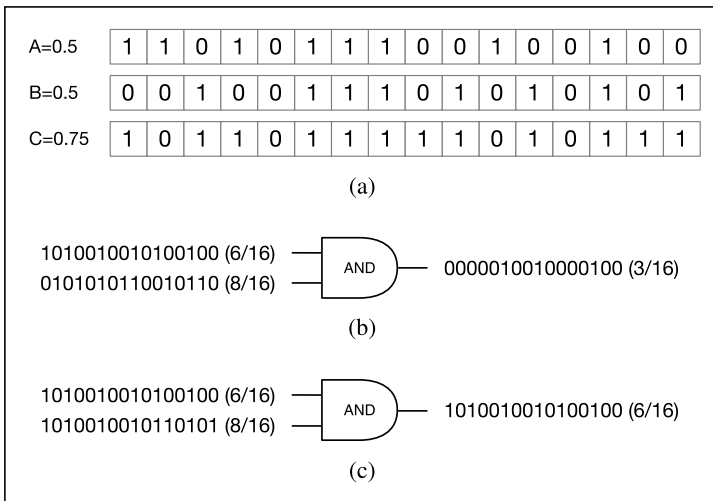 A=0.5 1 1 0 1 0 1 1 1 0 0 1 0 0 1 0 0
B=0.5 0 0 1 0 0 1 1 1 0 1 0 1 0 1 0 1
C=0.75 1 0 1 1 0 1 1 1 1 1 0 1 0 1 1 1
(a)
1010010010100100 (6/16)
0101010110010110 (8/16)
AND
0000010010000100 (3/16)
(b)
1010010010100100 (6/16)
1010010010110101 (8/16)
AND
1010010010100100 (6/16)
(c)